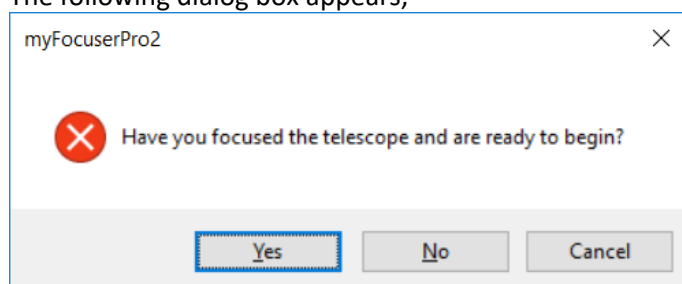 The following dialog box appears;
myFocuserPro2
Have you focused the telescope and are ready to begin?
Yes
No
Cancel